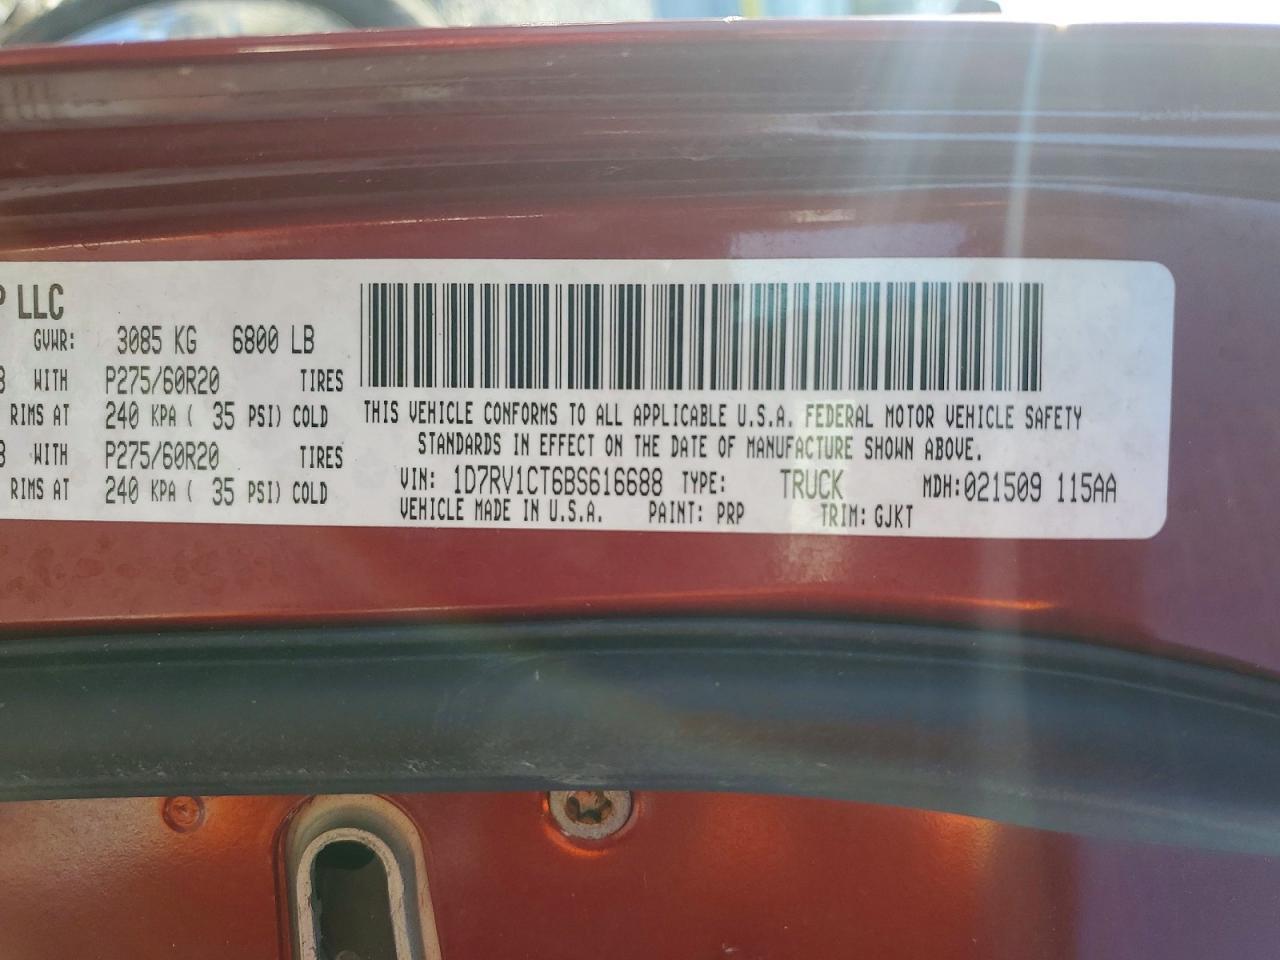 P LLC
GVWR: 3085 KG 6800 LB
WITH P275/60R20 TIRES
RIMS AT 240 KPA ( 35 PSI) COLD
WITH P275/60R20 TIRES
RIMS AT 240 KPA ( 35 PSI) COLD
THIS VEHICLE CONFORMS TO ALL APPLICABLE U.S.A. FEDERAL MOTOR VEHICLE SAFETY
STANDARDS IN EFFECT ON THE DATE OF MANUFACTURE SHOWN ABOVE.
VIN: 1D7RV1CT6BS616688 TYPE: TRUCK MDH:021509 115AA
VEHICLE MADE IN U.S.A. PAINT: PRP TRIM: GJKT